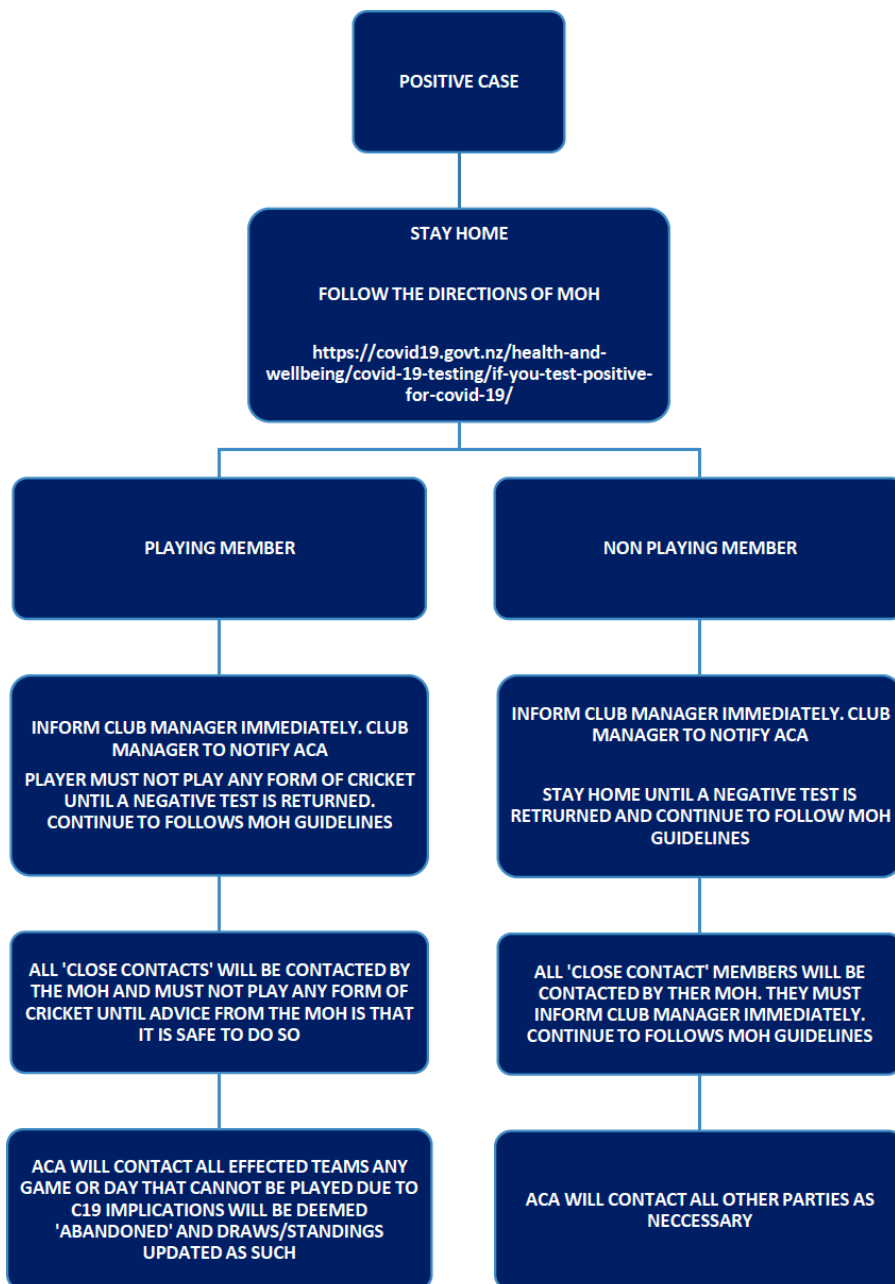 POSITIVE CASE
STAY HOME
FOLLOW THE DIRECTIONS OF MOH
https://covid19.govt.nz/health-and-
wellbeing/covid-19-testing/if-you-test-positive-
for-covid-19/
PLAYING MEMBER
INFORM CLUB MANAGER IMMEDIATELY. CLUB
MANAGER TO NOTIFY ACA
PLAYER MUST NOT PLAY ANY FORM OF CRICKET
UNTIL A NEGATIVE TEST IS RETURNED.
CONTINUE TO FOLLOWS MOH GUIDELINES
ALL 'CLOSE CONTACTS' WILL BE CONTACTED BY
THE MOH AND MUST NOT PLAY ANY FORM OF
CRICKET UNTIL ADVICE FROM THE MOH IS THAT
IT IS SAFE TO DO SO
ACA WILL CONTACT ALL EFFECTED TEAMS ANY
GAME OR DAY THAT CANNOT BE PLAYED DUE TO
C19 IMPLICATIONS WILL BE DEEMED
'ABANDONED' AND DRAWS/STANDINGS
UPDATED AS SUCH
NON PLAYING MEMBER
INFORM CLUB MANAGER IMMEDIATELY. CLUB
MANAGER TO NOTIFY ACA
STAY HOME UNTIL A NEGATIVE TEST IS
RETRURNED AND CONTINUE TO FOLLOW MOH
GUIDELINES
ALL 'CLOSE CONTACT' MEMBERS WILL BE
CONTACTED BY THER MOH. THEY MUST
INFORM CLUB MANAGER IMMEDIATELY.
CONTINUE TO FOLLOWS MOH GUIDELINES
ACA WILL CONTACT ALL OTHER PARTIES AS
NECCESSARY